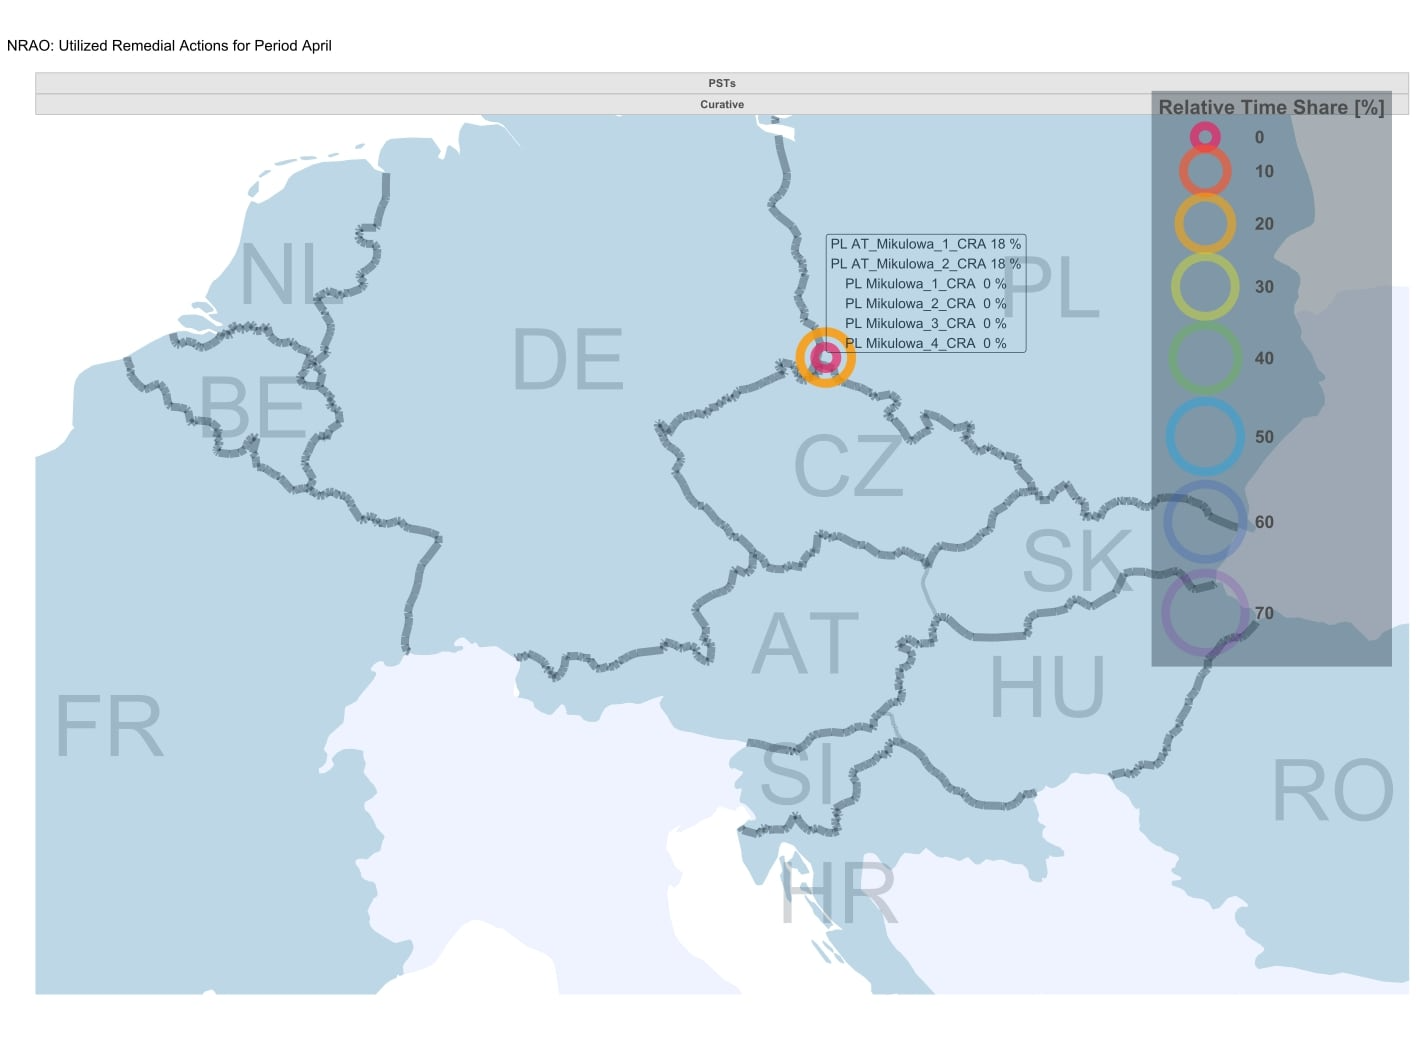 NRAO: Utilized Remedial Actions for Period April
PSTs
Curative
Relative Time Share [%]
0
10
20
30
40
50
60
70
PL AT_Mikulowa_1_CRA 18 %
PL AT_Mikulowa_2_CRA 18 %
PL Mikulowa_1_CRA 0 %
PL Mikulowa_2_CRA 0 %
PL Mikulowa_3_CRA 0 %
PL Mikulowa_4_CRA 0 %
NL
PL
DE
BE
CZ
SK
AT
HU
FR
SI
RO
HR